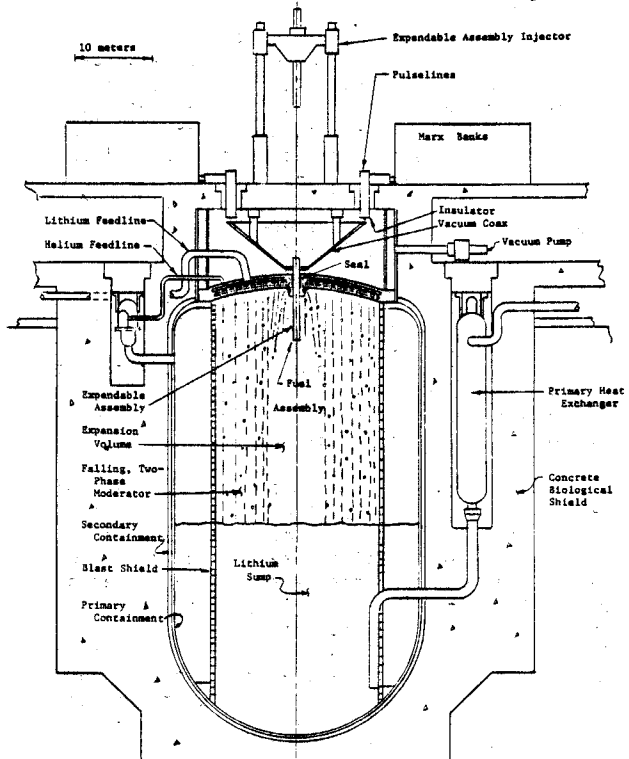 10 meters
Expendable Assembly Injector
Pulselines
Marx Banks
Lithium Feedline
Helium Feedline
Insulator
Vacuum Coax
Vacuum Pump
Seal
Expendable
Assembly
Fuel
Assembly
Primary Heat
Exchanger
Expansion
Volume
Falling, Two-
Phase
Moderator
Concrete
Biological
Shield
Secondary
Containment
Blast Shield
Lithium
Sump
Primary
Containment